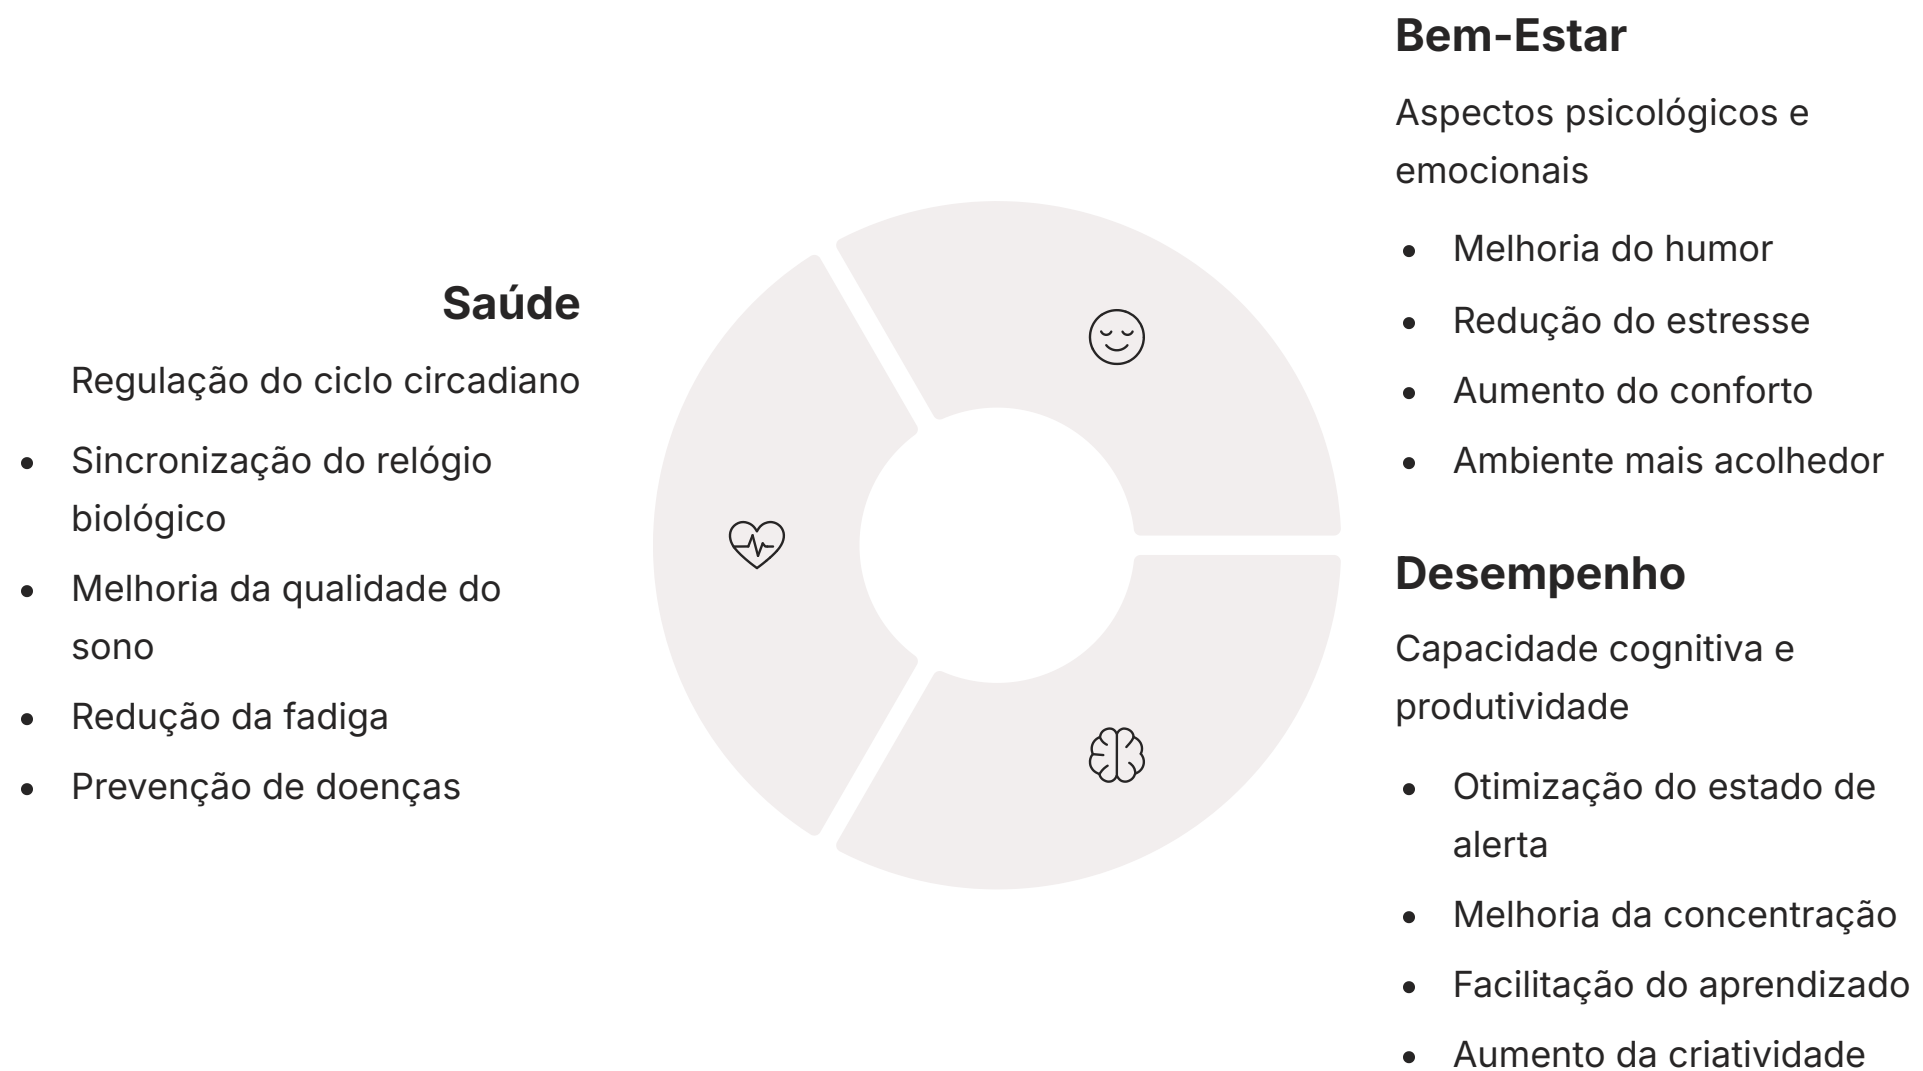 Saúde
Regulação do ciclo circadiano
• Sincronização do relógio
biológico
• Melhoria da qualidade do
sono
• Redução da fadiga
• Prevenção de doenças
Bem-Estar
Aspectos psicológicos e
emocionais
• Melhoria do humor
• Redução do estresse
• Aumento do conforto
• Ambiente mais acolhedor
Desempenho
Capacidade cognitiva e
produtividade
• Otimização do estado de
alerta
• Melhoria da concentração
• Facilitação do aprendizado
• Aumento da criatividade